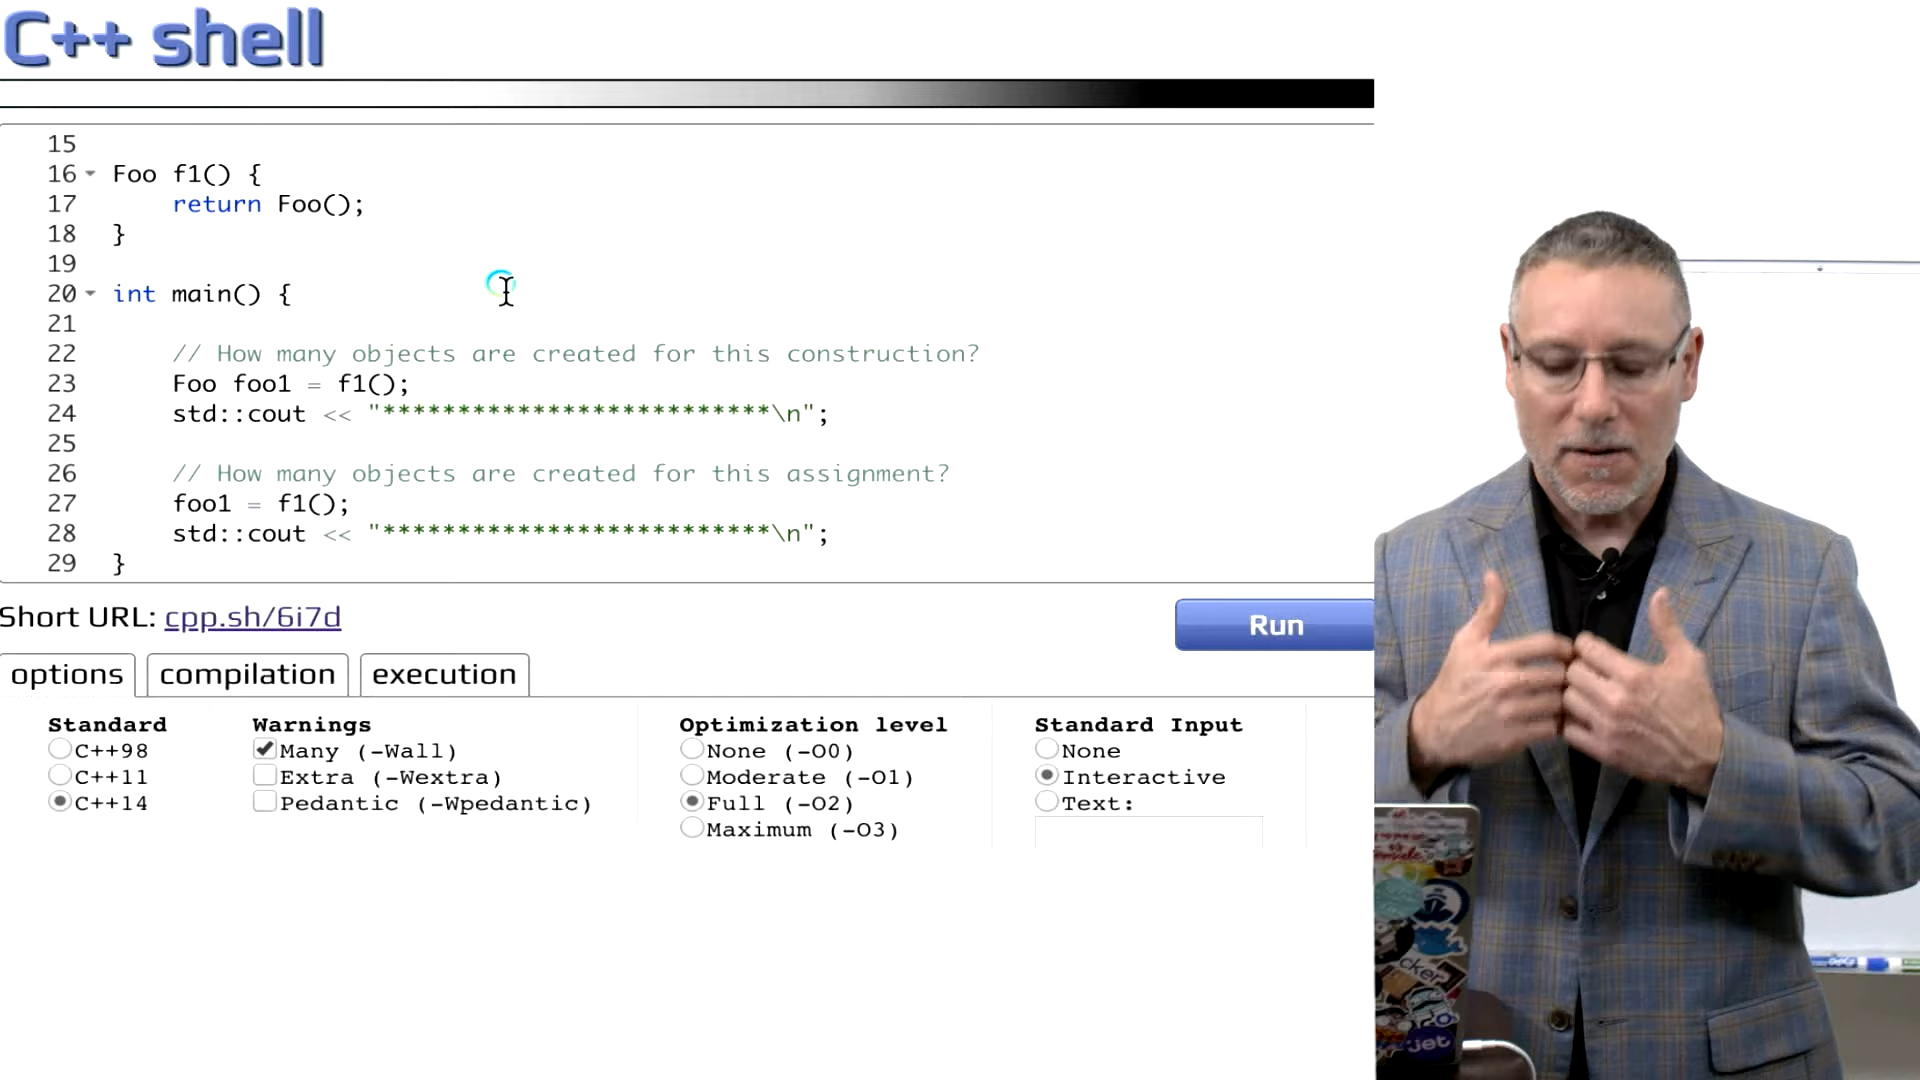 C++ shell
15
16 Foo f1() {
17 return Foo();
18 }
19
20 int main() {
21
22 // How many objects are created for this construction?
23 Foo foo1 = f1();
24 std::cout << "**************************\n";
25
26 // How many objects are created for this assignment?
27 foo1 = f1();
28 std::cout << "**************************\n";
29 }
Short URL: cpp.sh/6i7d
Run
options compilation execution
Standard Warnings Optimization level Standard Input
C++98 Many (-Wall) None (-O0) None
C++11 Extra (-Wextra) Moderate (-O1) Interactive
C++14 Pedantic (-Wpedantic) Full (-O2) Text:
Maximum (-O3)
cker
jet